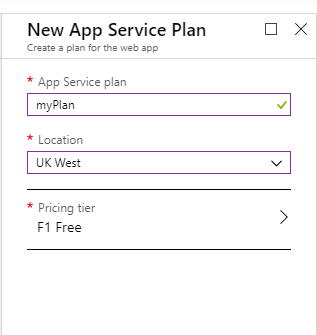 New App Service Plan
Create a plan for the web app
* App Service plan
myPlan
* Location
UK West
* Pricing tier
F1 Free